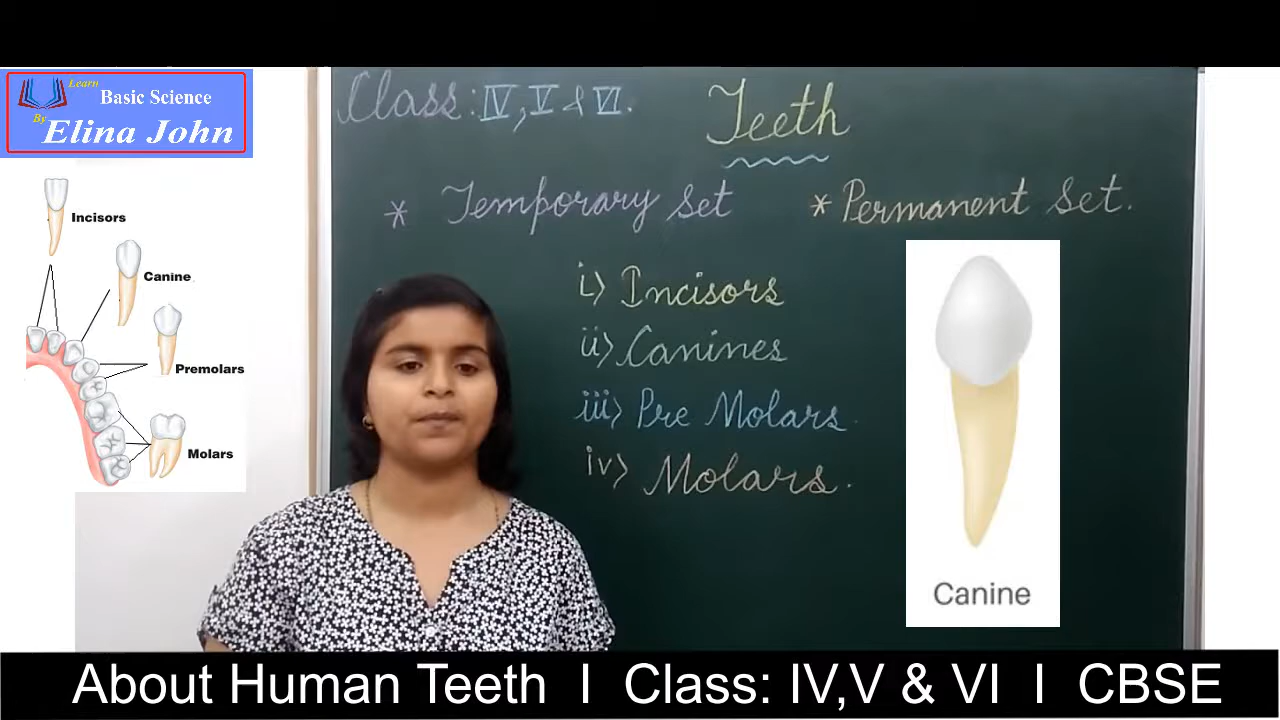 Learn
Basic Science
By
Elina John
Class: IV, V & VI.
Teeth
* Temporary Set
* Permanent Set.
i) Incisors
ii) Canines
iii) Pre Molars.
iv) Molars.
Incisors
Canine
Premolars
Molars
Canine
About Human Teeth I Class: IV,V & VI I CBSE